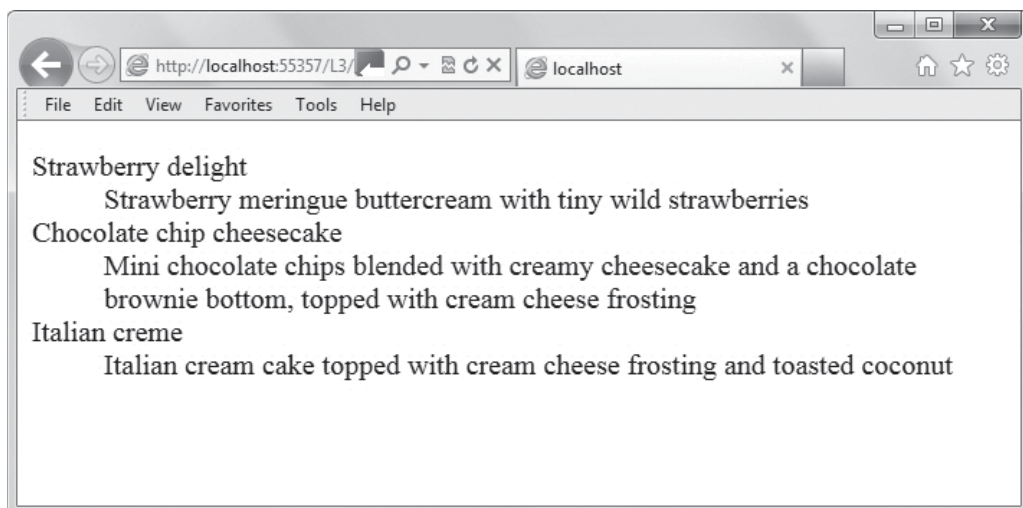 http://localhost:55357/L3/
localhost
File Edit View Favorites Tools Help
Strawberry delight
Strawberry meringue buttercream with tiny wild strawberries
Chocolate chip cheesecake
Mini chocolate chips blended with creamy cheesecake and a chocolate
brownie bottom, topped with cream cheese frosting
Italian creme
Italian cream cake topped with cream cheese frosting and toasted coconut